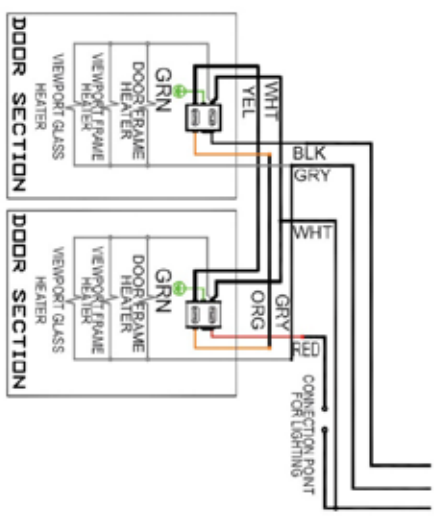 DOOR SECTION
VIEWPORT GLASS
HEATER
VIEWPORT FRAME
HEATER
DOOR FRAME
HEATER
GRN
YEL
WHT
BLK
GRY
WHT
DOOR SECTION
VIEWPORT GLASS
HEATER
VIEWPORT FRAME
HEATER
DOOR FRAME
HEATER
GRN
ORG
GRY
RED
CONNECTION POINT
FOR LIGHTING